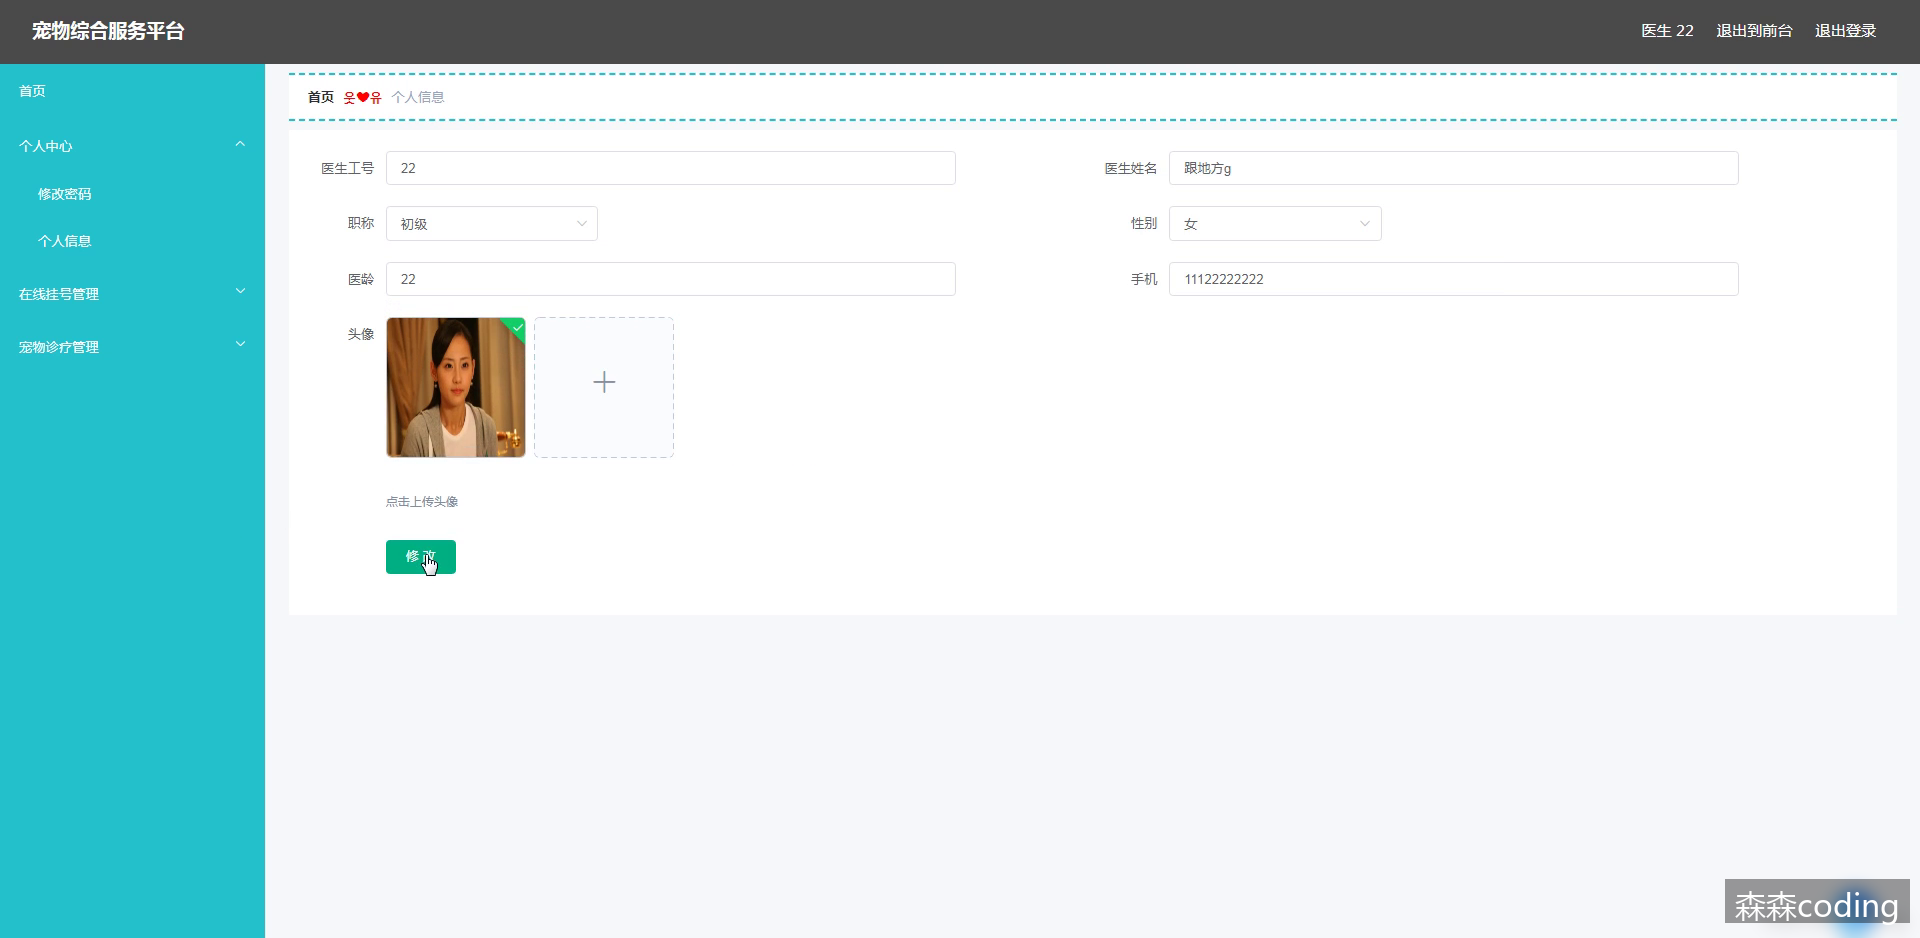 宠物综合服务平台
医生 22 退出到前台 退出登录
首页
个人中心
修改密码
个人信息
在线挂号管理
宠物诊疗管理
首页 웃❤유 个人信息
医生工号 22
医生姓名 跟地方g
职称 初级
性别 女
医龄 22
手机 11122222222
头像
点击上传头像
修 改
森森coding